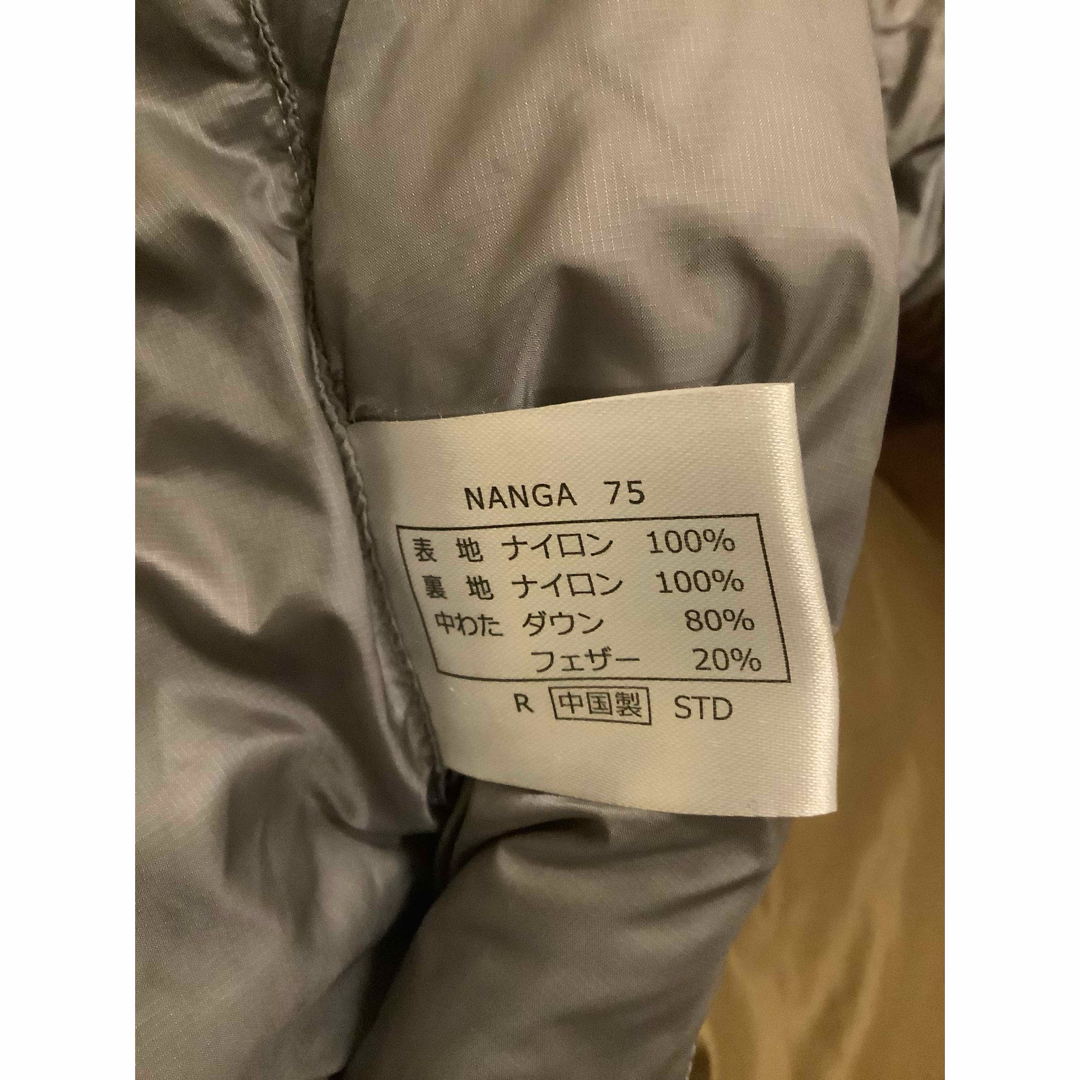 NANGA 75
表 地 ナイロン 100%
裏 地 ナイロン 100%
中わた ダウン 80%
フェザー 20%
R 中国製 STD